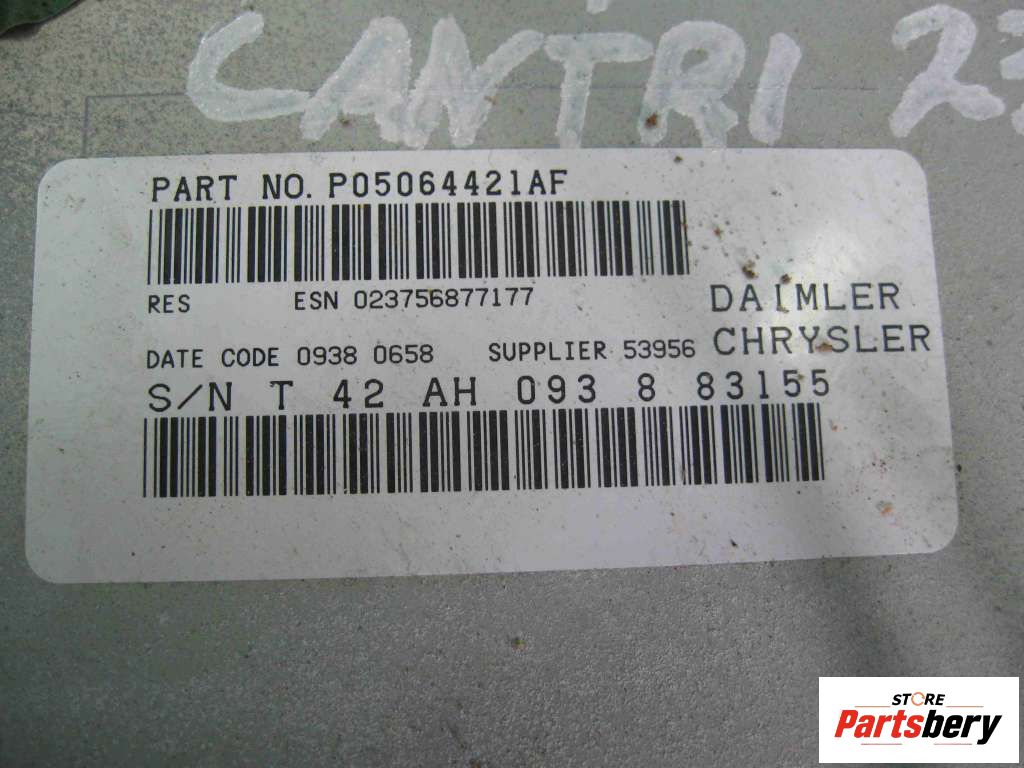 CANTRI 23
PART NO. P05064421AF
RES ESN 023756877177
DAIMLER
CHRYSLER
DATE CODE 0938 0658 SUPPLIER 53956
S/N T 42 AH 093 8 83155
STORE
Partsbery